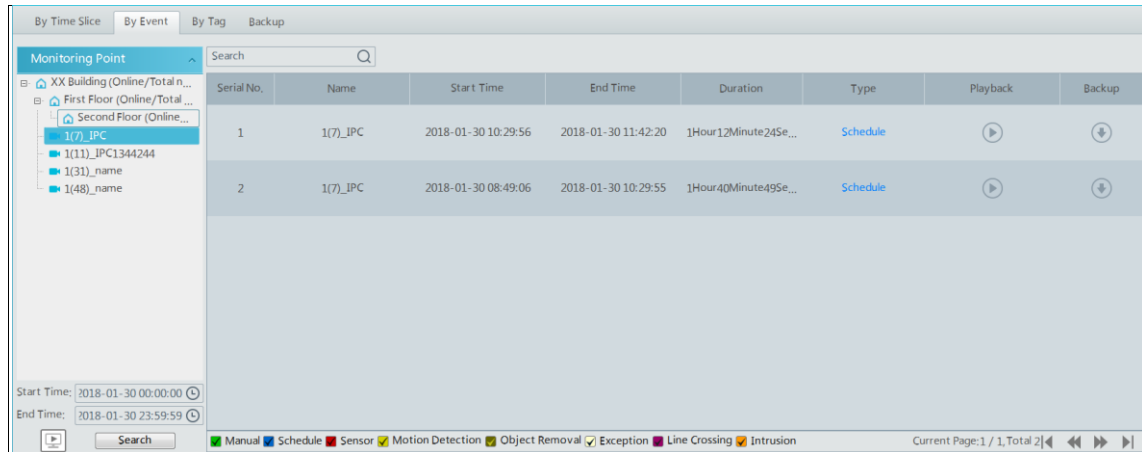 By Time Slice By Event By Tag Backup
Monitoring Point
Search
XX Building (Online/Total n...
First Floor (Online/Total ...
Second Floor (Online...
1(7)_IPC
1(11)_IPC1344244
1(31)_name
1(48)_name
Serial No. Name Start Time End Time Duration Type Playback Backup
1 1(7)_IPC 2018-01-30 10:29:56 2018-01-30 11:42:20 1Hour12Minute24Se... Schedule
2 1(7)_IPC 2018-01-30 08:49:06 2018-01-30 10:29:55 1Hour40Minute49Se... Schedule
Start Time: 2018-01-30 00:00:00
End Time: 2018-01-30 23:59:59
Search
Manual Schedule Sensor Motion Detection Object Removal Exception Line Crossing Intrusion
Current Page:1 / 1,Total 2